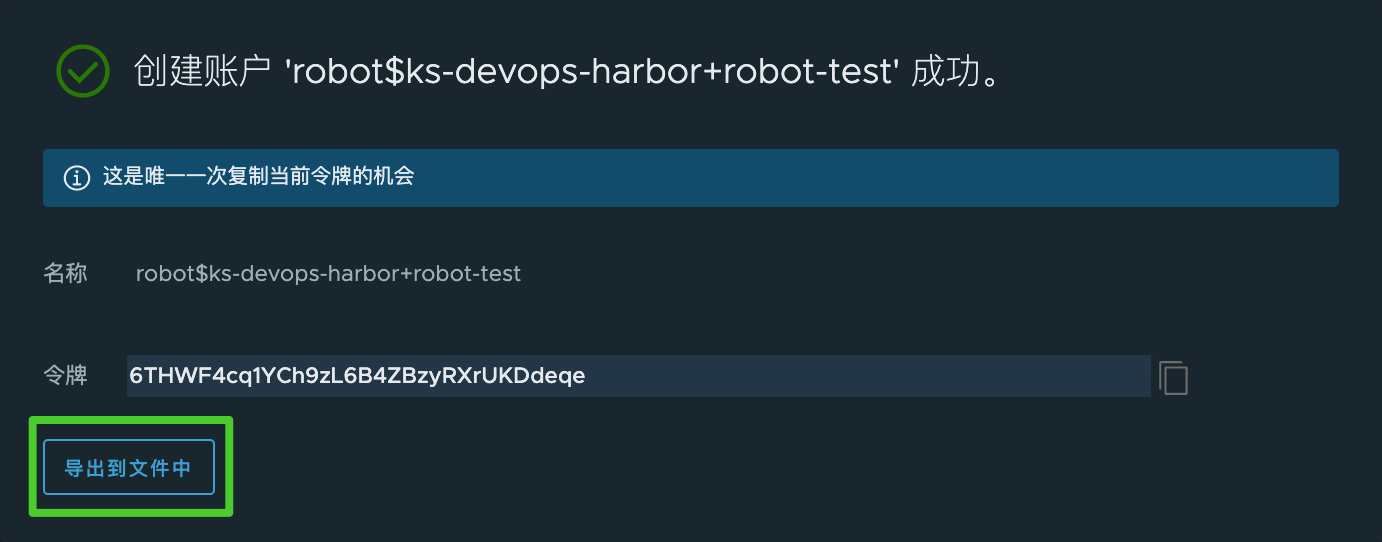 创建账户 'robot$ks-devops-harbor+robot-test' 成功。
这是唯一一次复制当前令牌的机会
名称 robot$ks-devops-harbor+robot-test
令牌 6THWF4cq1YCh9zL6B4ZBzyRXrUKDdeqe
导出到文件中